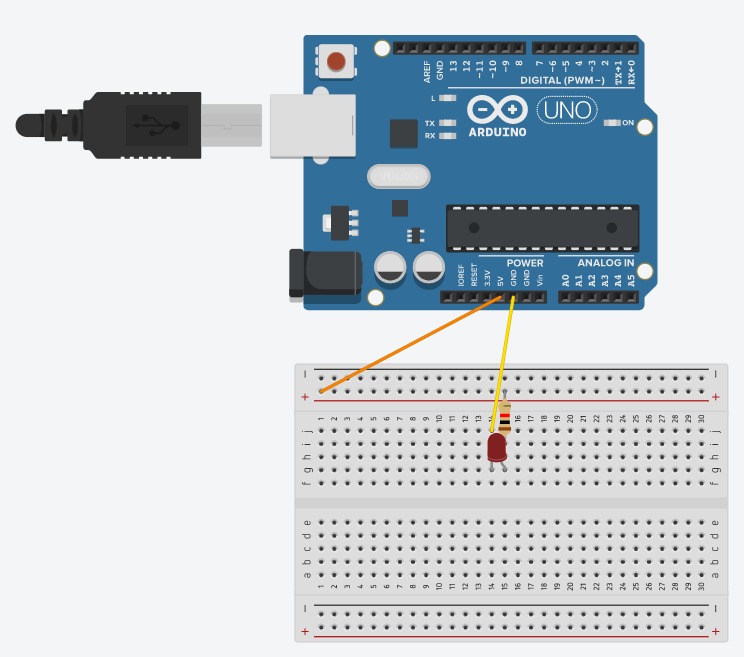 AREF GND 13 12 ~11 ~10 ~9 8 7 ~6 ~5 4 ~3 2 TX→1 RX←0
DIGITAL (PWM~)
L
TX
RX
UNO
ON
ARDUINO
POWER ANALOG IN
IOREF RESET 3.3V 5V GND GND Vin A0 A1 A2 A3 A4 A5
− −
+ +
1 2 3 4 5 6 7 8 9 10 11 12 13 14 16 17 18 19 20 21 22 23 24 25 26 27 28 29 30
j j
i i
h h
g g
f f
e e
d d
c c
b b
a a
1 2 3 4 5 6 7 8 9 10 11 12 13 14 15 16 17 18 19 20 21 22 23 24 25 26 27 28 29 30
− −
+ +